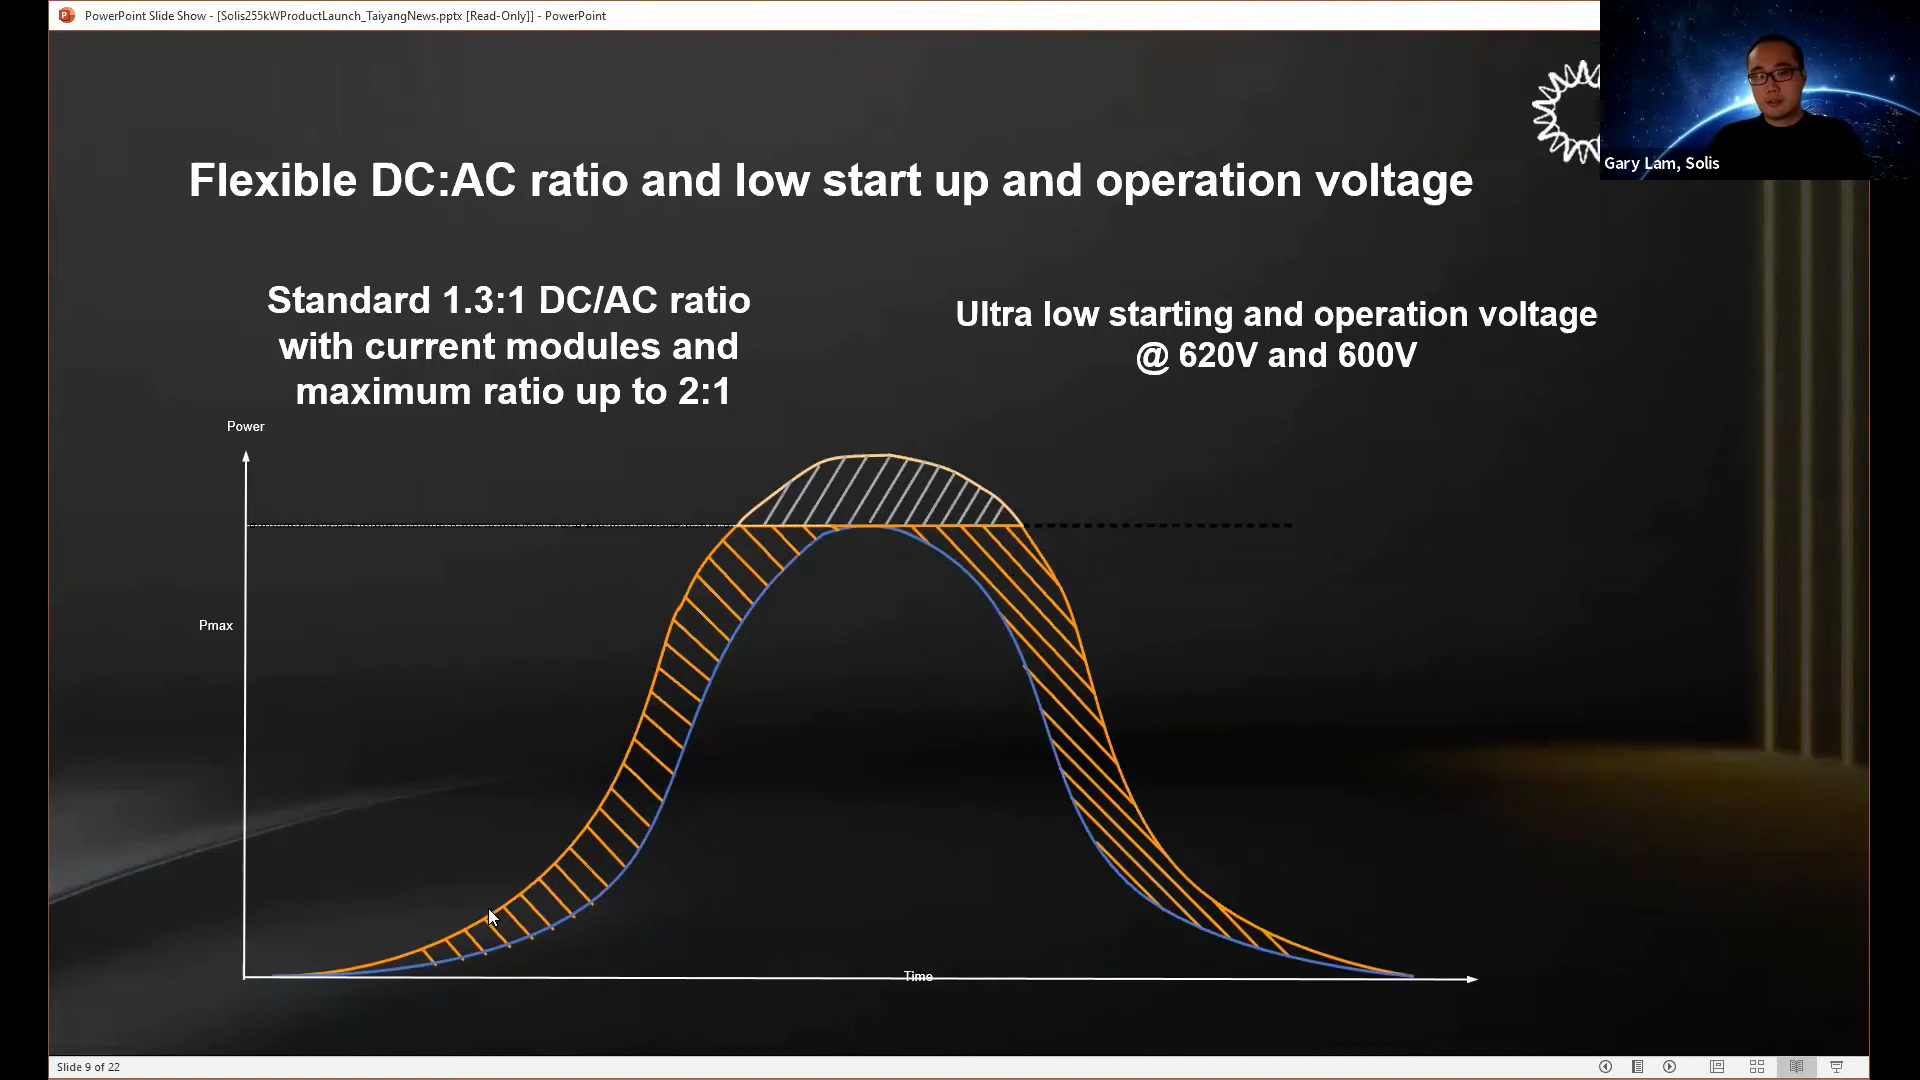 PowerPoint Slide Show - [Solis255kWProductLaunch_TaiyangNews.pptx [Read-Only]] - PowerPoint
Gary Lam, Solis
Flexible DC:AC ratio and low start up and operation voltage
Standard 1.3:1 DC/AC ratio
with current modules and
maximum ratio up to 2:1
Ultra low starting and operation voltage
@ 620V and 600V
Power
Pmax
Time
Slide 9 of 22